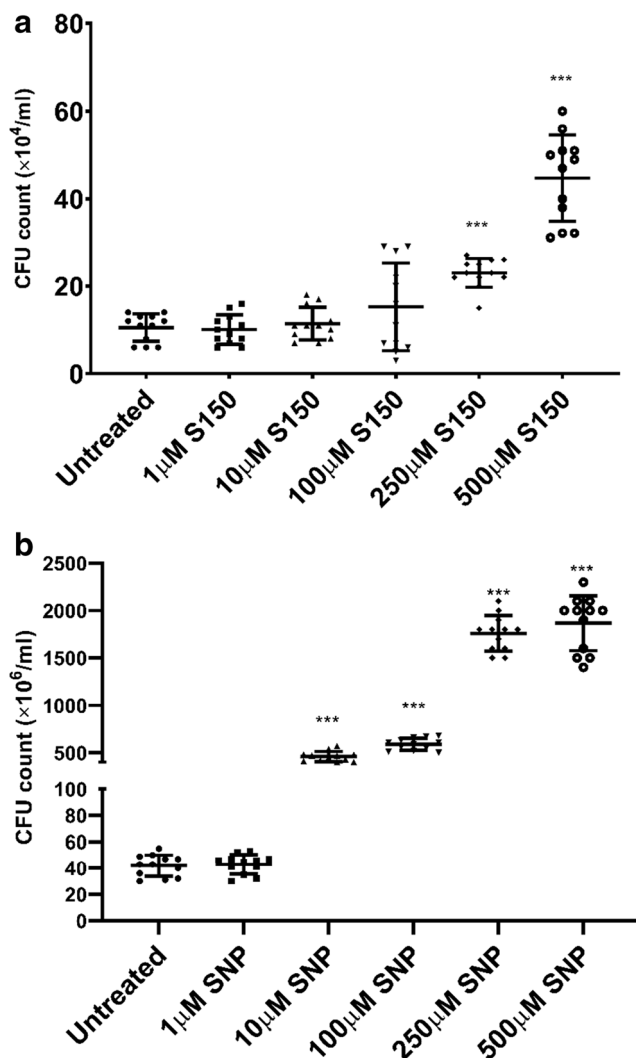 a
CFU count (×10⁴/ml)
80
60
40
20
0
***
***
Untreated
1μM S150
10μM S150
100μM S150
250μM S150
500μM S150
b
CFU count (×10⁶/ml)
2500
2000
1500
1000
500
100
80
60
40
20
0
***
***
***
***
Untreated
1μM SNP
10μM SNP
100μM SNP
250μM SNP
500μM SNP